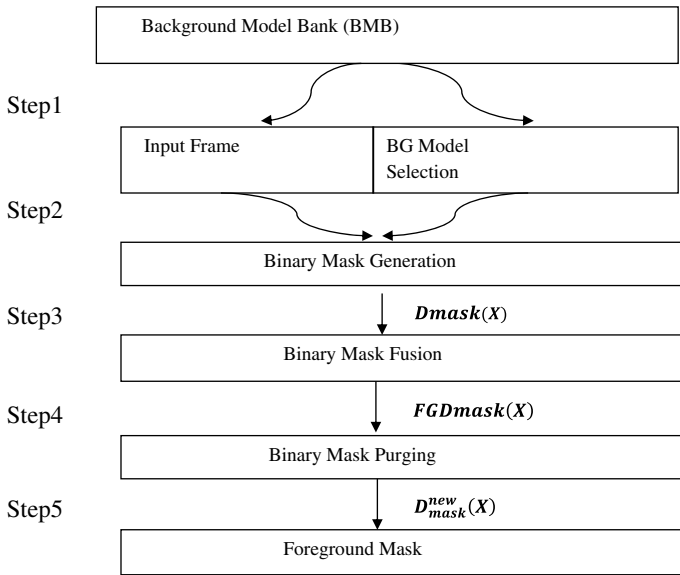 Background Model Bank (BMB)
Step1
Input Frame
BG Model
Selection
Step2
Binary Mask Generation
Step3
Dmask(X)
Binary Mask Fusion
Step4
FGDmask(X)
Binary Mask Purging
Step5
D^{new}_{mask}(X)
Foreground Mask